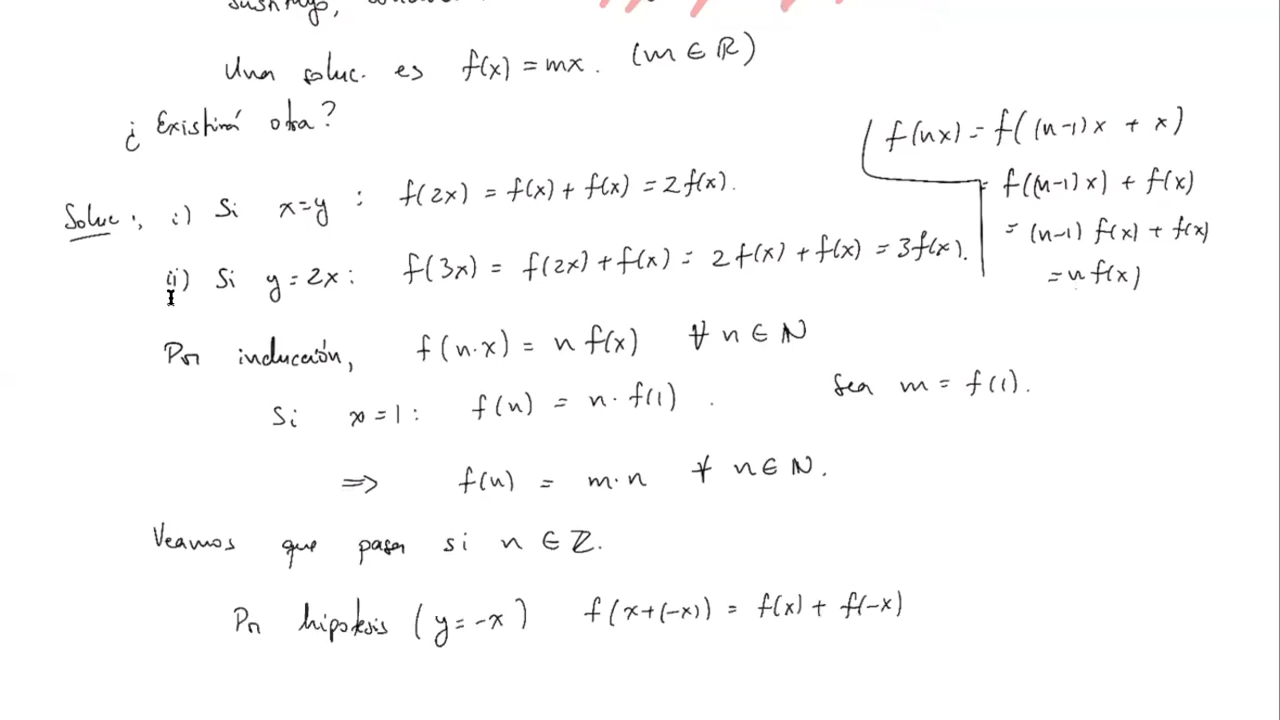 Una soluc. es f(x) = mx. (m ∈ ℝ)
¿Existirá otra?
f(nx) = f((n-1)x + x)
= f((n-1)x) + f(x)
= (n-1) f(x) + f(x)
= n f(x)
Soluc:. i) Si x=y : f(2x) = f(x) + f(x) = 2f(x).
ii) Si y = 2x: f(3x) = f(2x) + f(x) = 2f(x) + f(x) = 3f(x).
Por inducción, f(n·x) = n f(x) ∀ n ∈ ℕ
Si x=1: f(n) = n·f(1). Sea m = f(1).
⇒ f(n) = m·n ∀ n ∈ ℕ.
Veamos que pasa si n ∈ ℤ.
Por hipotesis (y=-x) f(x+(-x)) = f(x) + f(-x)